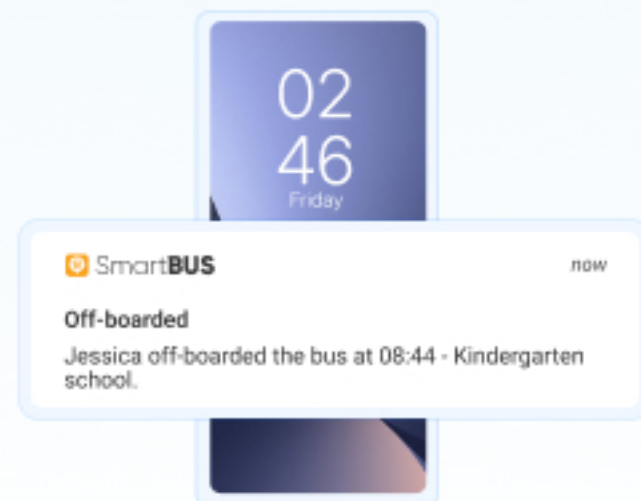 02
46
Friday
SmartBUS
now
Off-boarded
Jessica off-boarded the bus at 08:44 - Kindergarten
school.